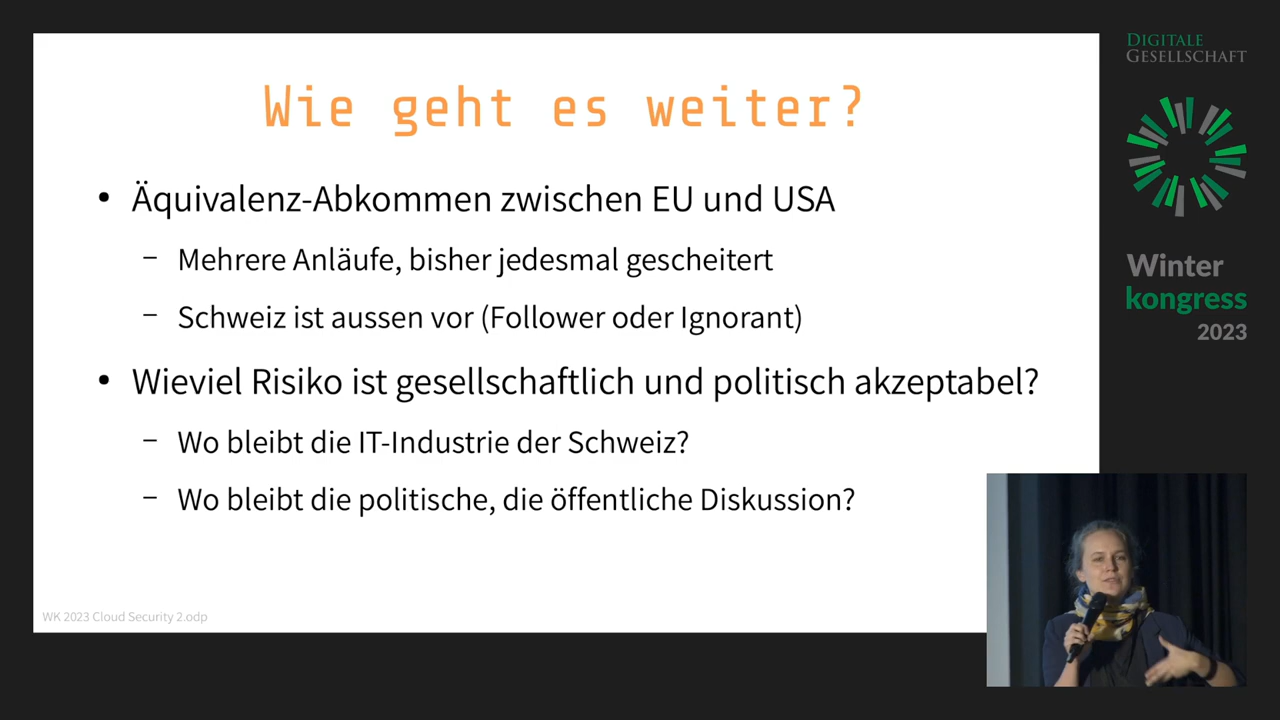 Wie geht es weiter?
• Äquivalenz-Abkommen zwischen EU und USA
– Mehrere Anläufe, bisher jedesmal gescheitert
– Schweiz ist aussen vor (Follower oder Ignorant)
• Wieviel Risiko ist gesellschaftlich und politisch akzeptabel?
– Wo bleibt die IT-Industrie der Schweiz?
– Wo bleibt die politische, die öffentliche Diskussion?
WK 2023 Cloud Security 2.odp
DIGITALE
GESELLSCHAFT
Winter
kongress
2023